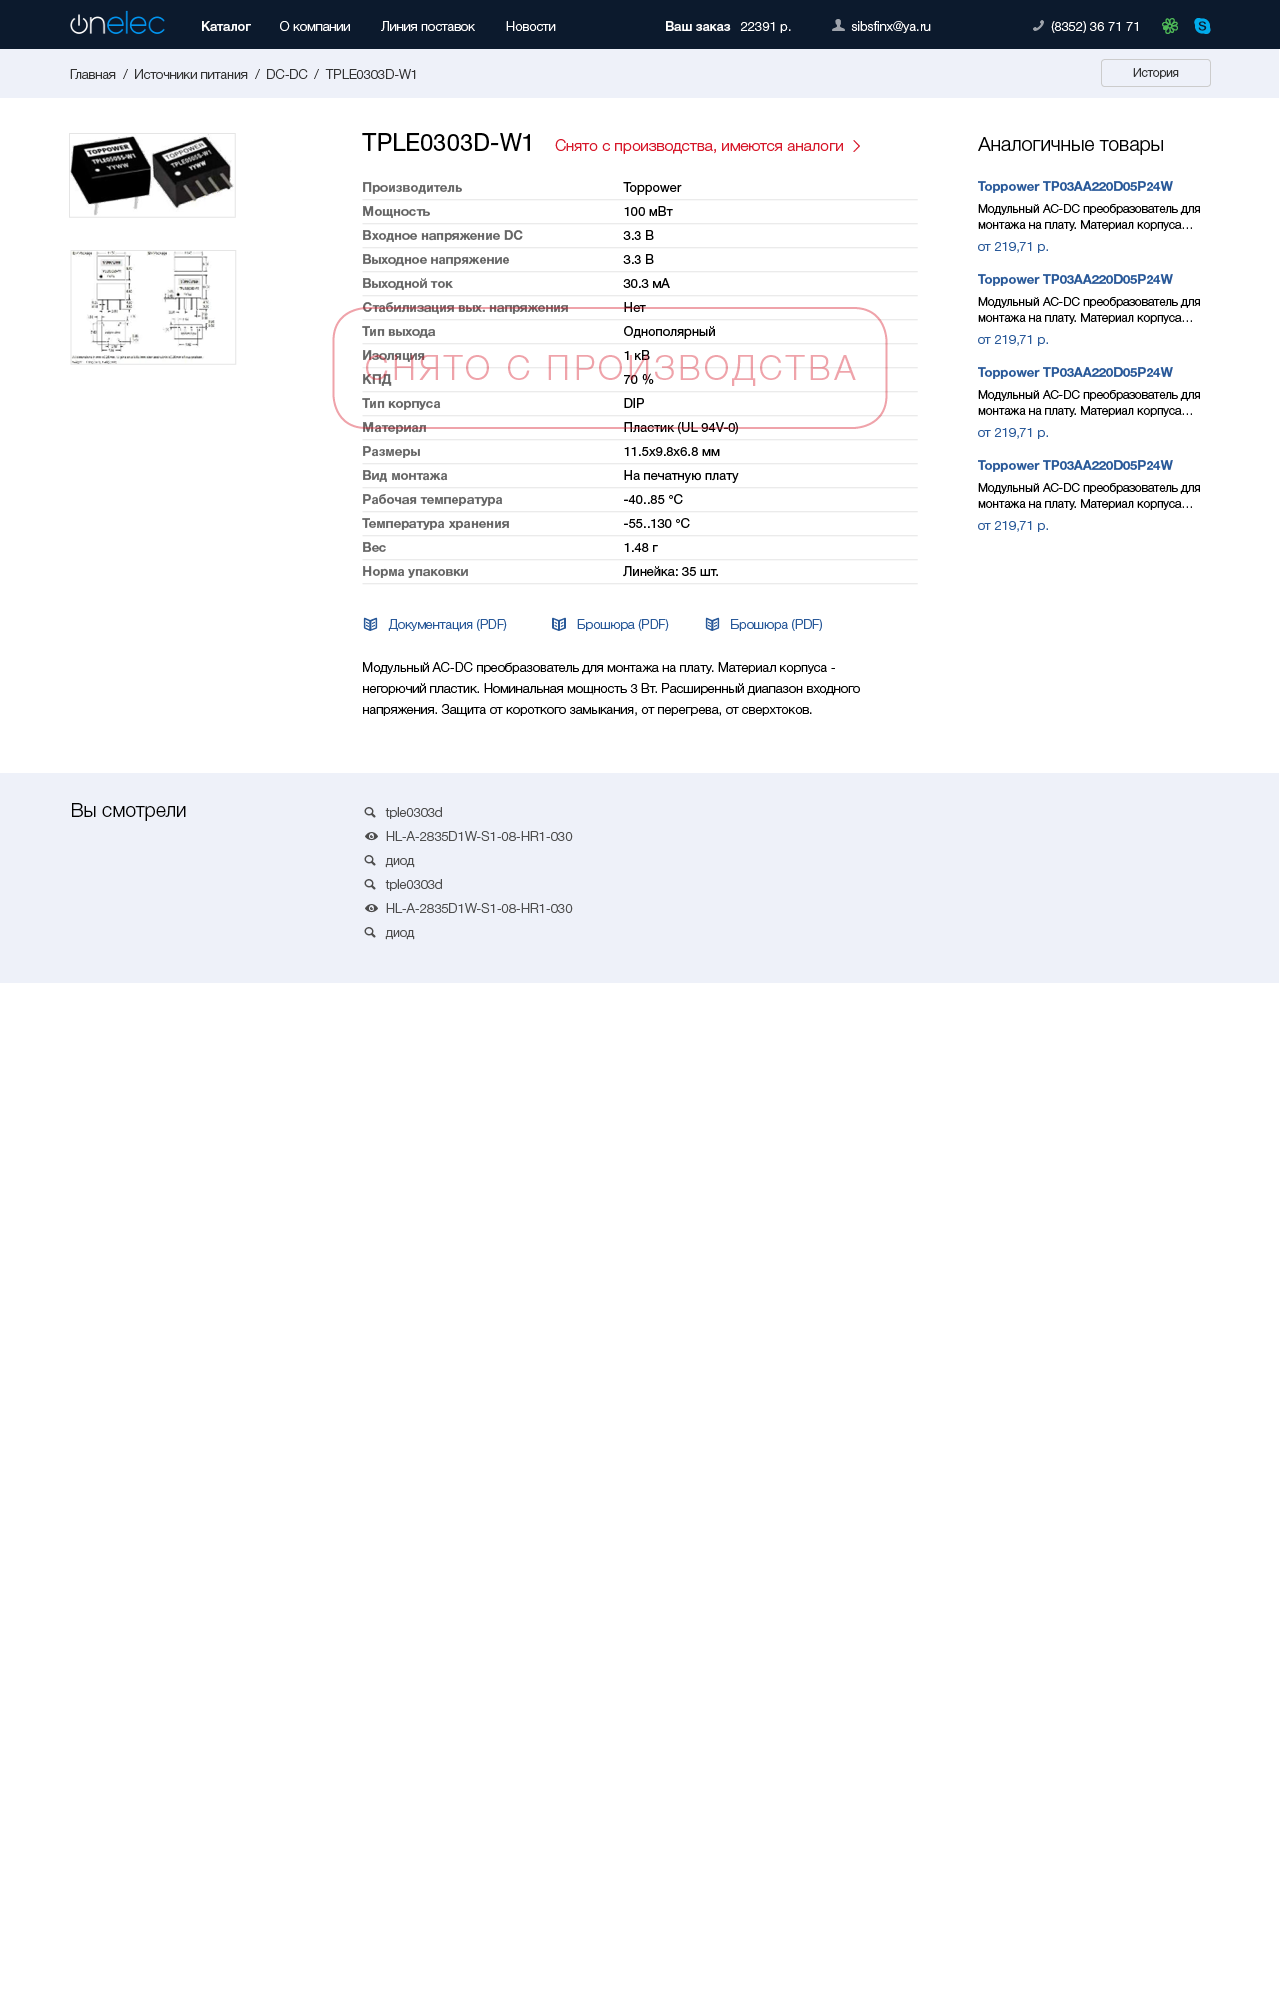 onelec Каталог О компании Линия поставок Новости Ваш заказ 22391 р. sibsfinx@ya.ru (8352) 36 71 71
Главная / Источники питания / DC-DC / TPLE0303D-W1 История
TPLE0303D-W1 Снято с производства, имеются аналоги
TOPPOWER
TPLE0505S-W1
YYWW
TOPPOWER
TPLE0505S-W1
YYWW
Производитель Toppower
Мощность 100 мВт
Входное напряжение DC 3.3 В
Выходное напряжение 3.3 В
Выходной ток 30.3 мА
Стабилизация вых. напряжения Нет
Тип выхода Однополярный
Изоляция 1 кВ
КПД 70 %
Тип корпуса DIP
Материал Пластик (UL 94V-0)
Размеры 11.5x9.8x6.8 мм
Вид монтажа На печатную плату
Рабочая температура -40..85 °C
Температура хранения -55..130 °C
Вес 1.48 г
Норма упаковки Линейка: 35 шт.
СНЯТО С ПРОИЗВОДСТВА
Документация (PDF) Брошюра (PDF) Брошюра (PDF)
Модульный AC-DC преобразователь для монтажа на плату. Материал корпуса -
негорючий пластик. Номинальная мощность 3 Вт. Расширенный диапазон входного
напряжения. Защита от короткого замыкания, от перегрева, от сверхтоков.
Аналогичные товары
Toppower TP03AA220D05P24W
Модульный AC-DC преобразователь для
монтажа на плату. Материал корпуса…
от 219,71 р.
Toppower TP03AA220D05P24W
Модульный AC-DC преобразователь для
монтажа на плату. Материал корпуса…
от 219,71 р.
Toppower TP03AA220D05P24W
Модульный AC-DC преобразователь для
монтажа на плату. Материал корпуса…
от 219,71 р.
Toppower TP03AA220D05P24W
Модульный AC-DC преобразователь для
монтажа на плату. Материал корпуса…
от 219,71 р.
Вы смотрели
tple0303d
HL-A-2835D1W-S1-08-HR1-030
диод
tple0303d
HL-A-2835D1W-S1-08-HR1-030
диод